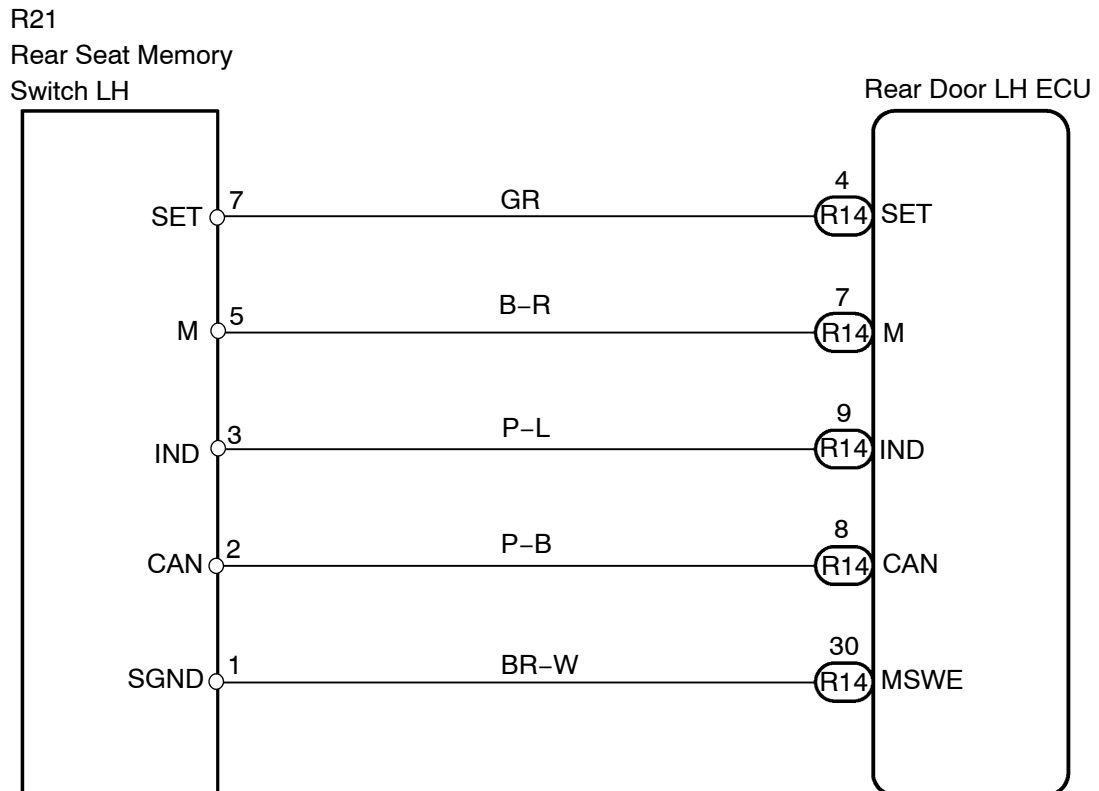 R21
Rear Seat Memory
Switch LH
Rear Door LH ECU
SET 7 GR 4 R14 SET
M 5 B−R 7 R14 M
IND 3 P−L 9 R14 IND
CAN 2 P−B 8 R14 CAN
SGND 1 BR−W 30 R14 MSWE